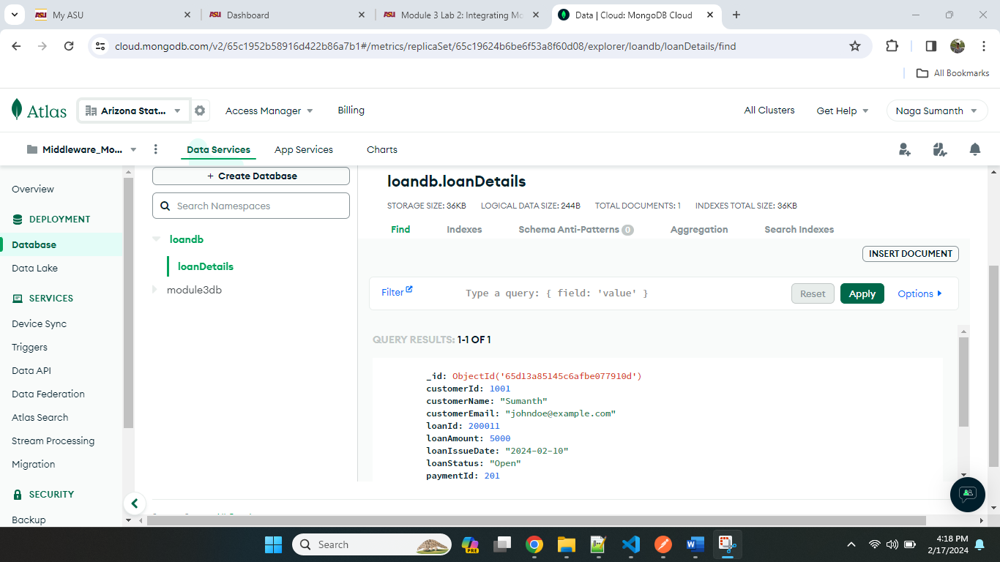 My ASU
Dashboard
Module 3 Lab 2: Integrating Mo
Data | Cloud: MongoDB Cloud
cloud.mongodb.com/v2/65c1952b58916d422b86a7b1#/metrics/replicaSet/65c19624b6be6f53a8f60d08/explorer/loandb/loanDetails/find
All Bookmarks
Atlas
Arizona Stat...
Access Manager
Billing
All Clusters
Get Help
Naga Sumanth
Middleware_Mo...
Data Services
App Services
Charts
Overview
DEPLOYMENT
Database
Data Lake
SERVICES
Device Sync
Triggers
Data API
Data Federation
Atlas Search
Stream Processing
Migration
SECURITY
Backup
+ Create Database
Search Namespaces
loandb
loanDetails
module3db
loandb.loanDetails
STORAGE SIZE: 36KB LOGICAL DATA SIZE: 244B TOTAL DOCUMENTS: 1 INDEXES TOTAL SIZE: 36KB
Find Indexes Schema Anti-Patterns 0 Aggregation Search Indexes
INSERT DOCUMENT
Filter Type a query: { field: 'value' } Reset Apply Options
QUERY RESULTS: 1-1 OF 1
_id: ObjectId('65d13a85145c6afbe077910d')
customerId: 1001
customerName: "Sumanth"
customerEmail: "johndoe@example.com"
loanId: 200011
loanAmount: 5000
loanIssueDate: "2024-02-10"
loanStatus: "Open"
paymentId: 201
Search
PRE
4:18 PM
2/17/2024